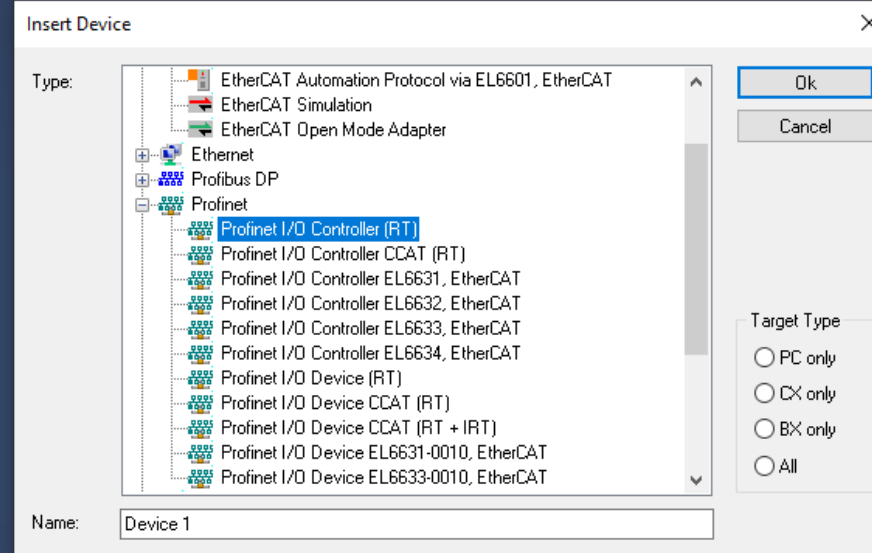 Insert Device
Type:
EtherCAT Automation Protocol via EL6601, EtherCAT
EtherCAT Simulation
EtherCAT Open Mode Adapter
Ethernet
Profibus DP
Profinet
Profinet I/O Controller (RT)
Profinet I/O Controller CCAT (RT)
Profinet I/O Controller EL6631, EtherCAT
Profinet I/O Controller EL6632, EtherCAT
Profinet I/O Controller EL6633, EtherCAT
Profinet I/O Controller EL6634, EtherCAT
Profinet I/O Device (RT)
Profinet I/O Device CCAT (RT)
Profinet I/O Device CCAT (RT + IRT)
Profinet I/O Device EL6631-0010, EtherCAT
Profinet I/O Device EL6633-0010, EtherCAT
Ok
Cancel
Target Type
PC only
CX only
BX only
All
Name:
Device 1